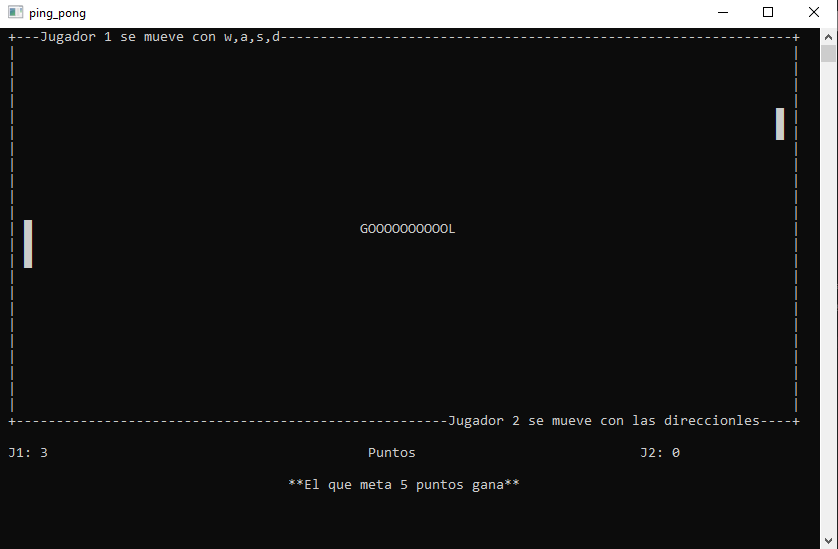 ping_pong
+---Jugador 1 se mueve con w,a,s,d----------------------------------------------------------------+
GOOOOOOOOOOL
+------------------------------------------------------Jugador 2 se mueve con las direccionles----+
J1: 3 Puntos J2: 0
**El que meta 5 puntos gana**